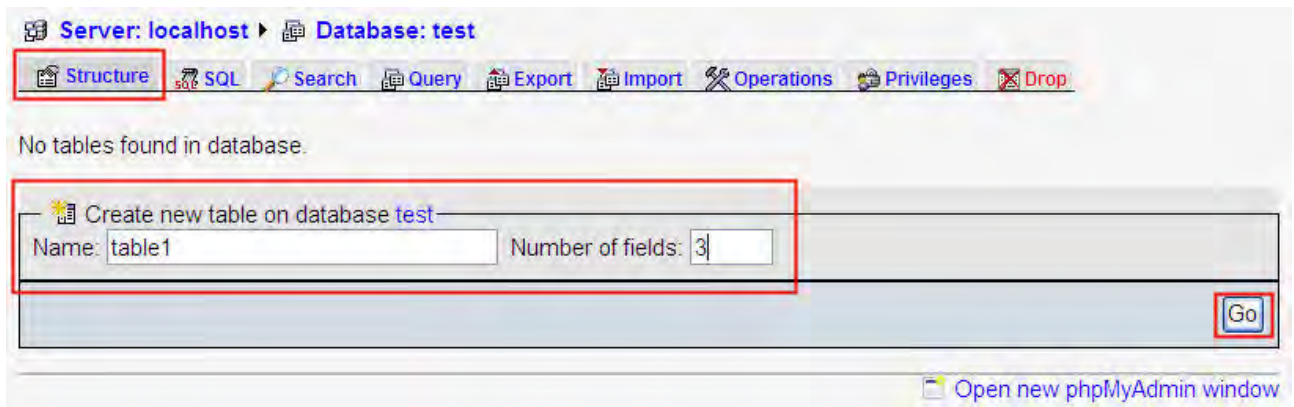 Server: localhost ▸ Database: test
Structure SQL Search Query Export Import Operations Privileges Drop
No tables found in database.
Create new table on database test
Name: table1 Number of fields: 3
Go
Open new phpMyAdmin window